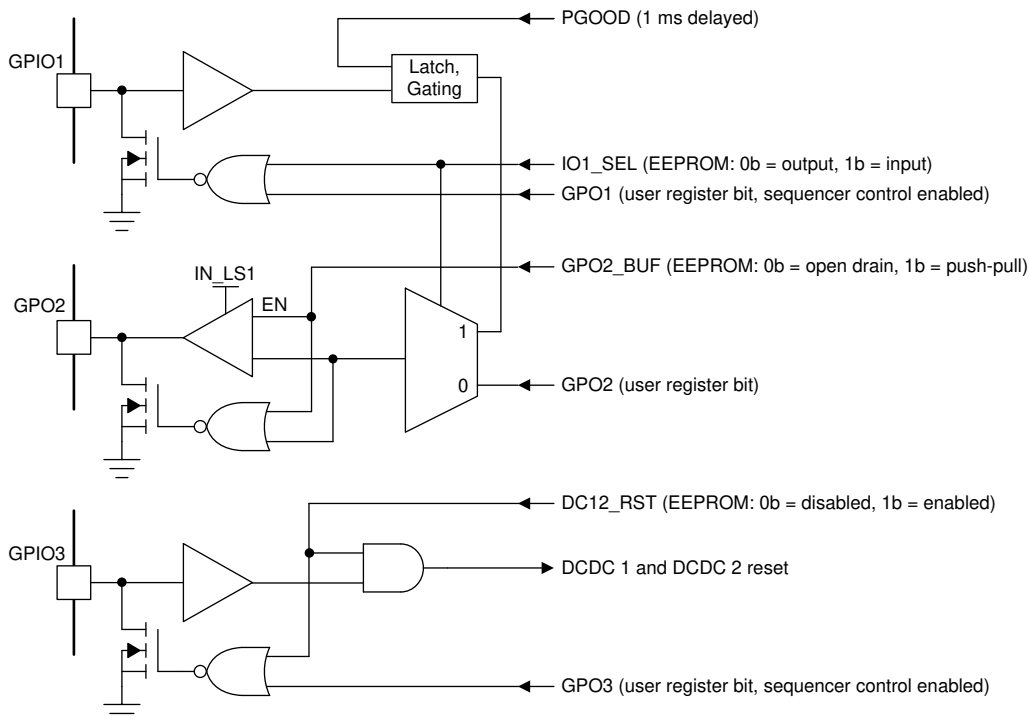 PGOOD (1 ms delayed)
GPIO1
Latch,
Gating
IO1_SEL (EEPROM: 0b = output, 1b = input)
GPO1 (user register bit, sequencer control enabled)
GPO2_BUF (EEPROM: 0b = open drain, 1b = push-pull)
IN_LS1
EN
GPO2
1
0
GPO2 (user register bit)
DC12_RST (EEPROM: 0b = disabled, 1b = enabled)
GPIO3
DCDC 1 and DCDC 2 reset
GPO3 (user register bit, sequencer control enabled)